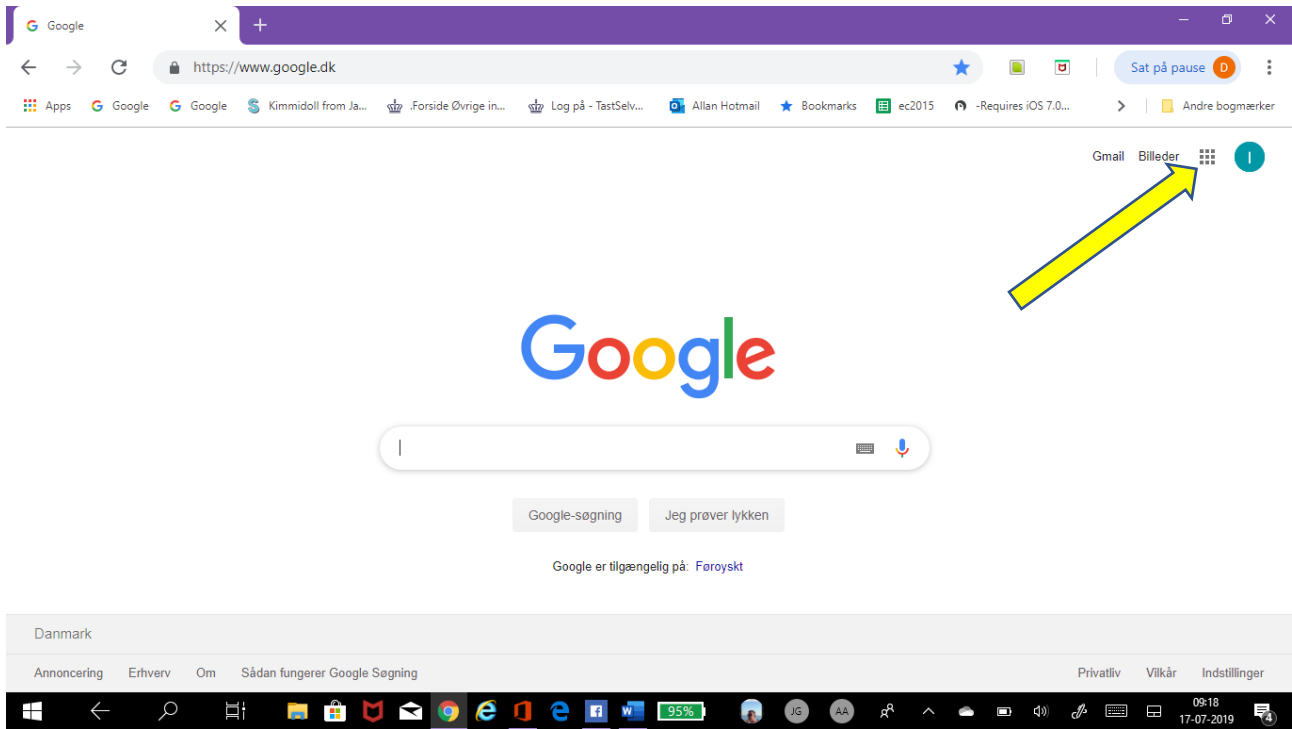 Google
https://www.google.dk
Sat på pause D
Apps Google Google Kimmidoll from Ja... .Forside Øvrige in... Log på - TastSelv... Allan Hotmail Bookmarks ec2015 -Requires iOS 7.0... Andre bogmærker
Gmail Billeder I
Google
Google-søgning Jeg prøver lykken
Google er tilgængelig på: Føroyskt
Danmark
Annoncering Erhverv Om Sådan fungerer Google Søgning Privatliv Vilkår Indstillinger
95% JG AA 09:18
17-07-2019 4